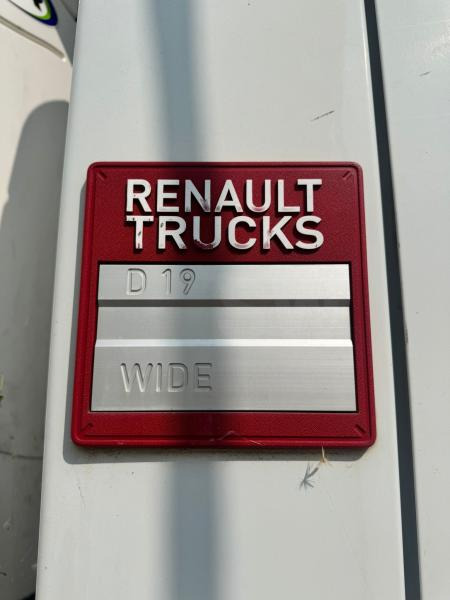 RENAULT
TRUCKS
D 19
WIDE